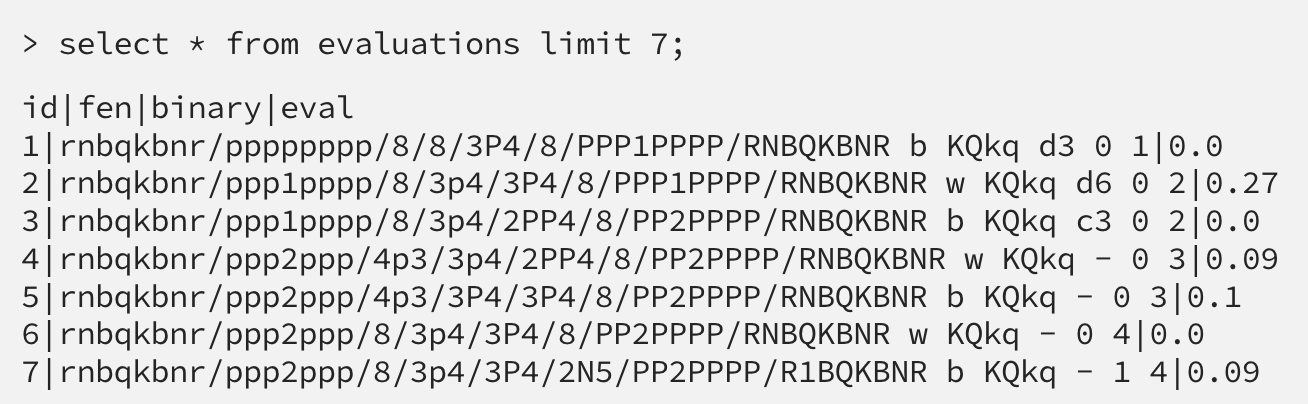 > select * from evaluations limit 7;
id|fen|binary|eval
1|rnbqkbnr/pppppppp/8/8/3P4/8/PPP1PPPP/RNBQKBNR b KQkq d3 0 1|0.0
2|rnbqkbnr/ppp1pppp/8/3p4/3P4/8/PPP1PPPP/RNBQKBNR w KQkq d6 0 2|0.27
3|rnbqkbnr/ppp1pppp/8/3p4/2PP4/8/PP2PPPP/RNBQKBNR b KQkq c3 0 2|0.0
4|rnbqkbnr/ppp2ppp/4p3/3p4/2PP4/8/PP2PPPP/RNBQKBNR w KQkq - 0 3|0.09
5|rnbqkbnr/ppp2ppp/4p3/3P4/3P4/8/PP2PPPP/RNBQKBNR b KQkq - 0 3|0.1
6|rnbqkbnr/ppp2ppp/8/3p4/3P4/8/PP2PPPP/RNBQKBNR w KQkq - 0 4|0.0
7|rnbqkbnr/ppp2ppp/8/3p4/3P4/2N5/PP2PPPP/R1BQKBNR b KQkq - 1 4|0.09